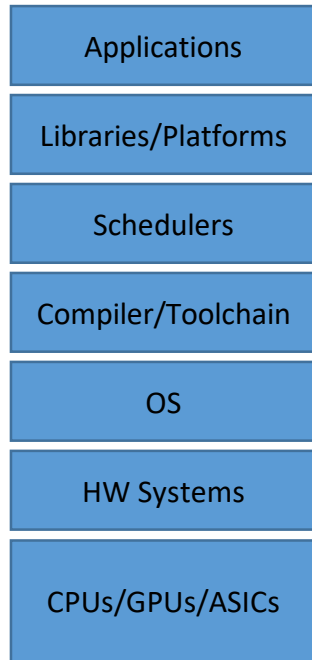 Applications
Libraries/Platforms
Schedulers
Compiler/Toolchain
OS
HW Systems
CPUs/GPUs/ASICs